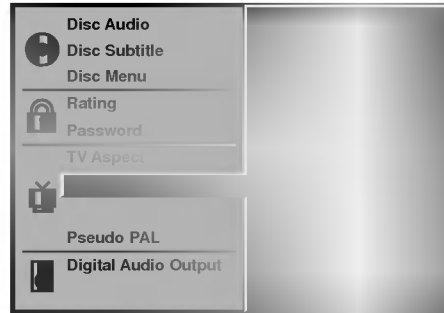 Disc Audio
Disc Subtitle
Disc Menu
Rating
Password
TV Aspect
Pseudo PAL
Digital Audio Output